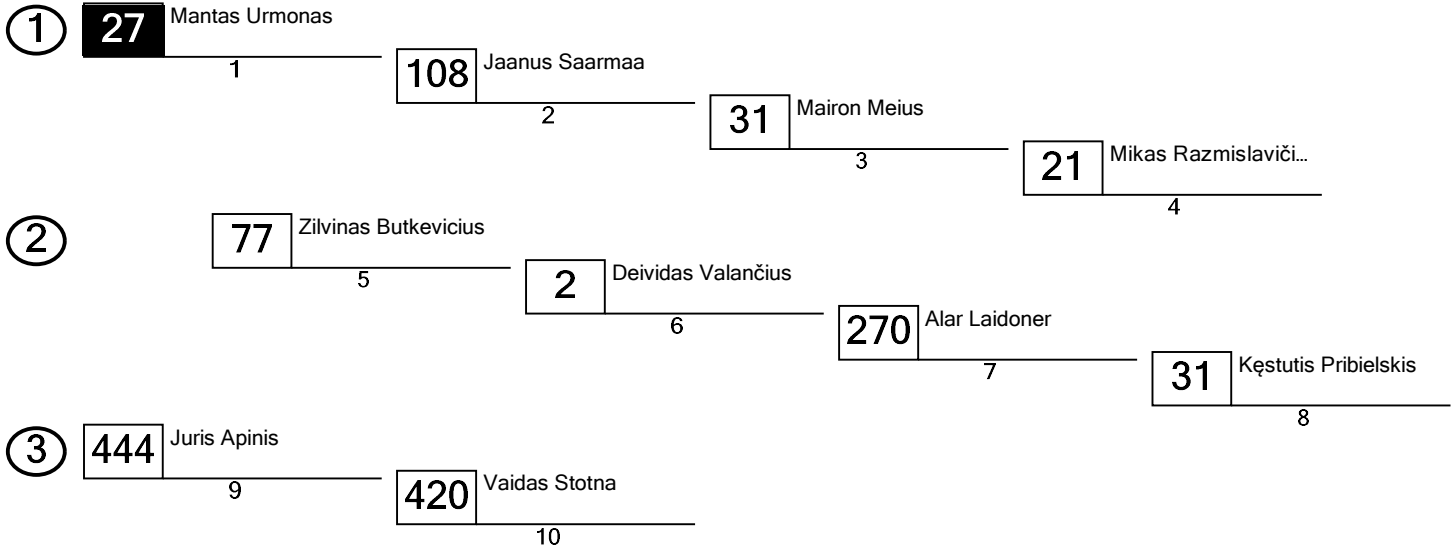 1
27 Mantas Urmonas
1
108 Jaanus Saarmaa
2
31 Mairon Meius
3
21 Mikas Razmislaviči...
4
2
77 Zilvinas Butkevicius
5
2 Deividas Valančius
6
270 Alar Laidoner
7
31 Kęstutis Pribielskis
8
3
444 Juris Apinis
9
420 Vaidas Stotna
10